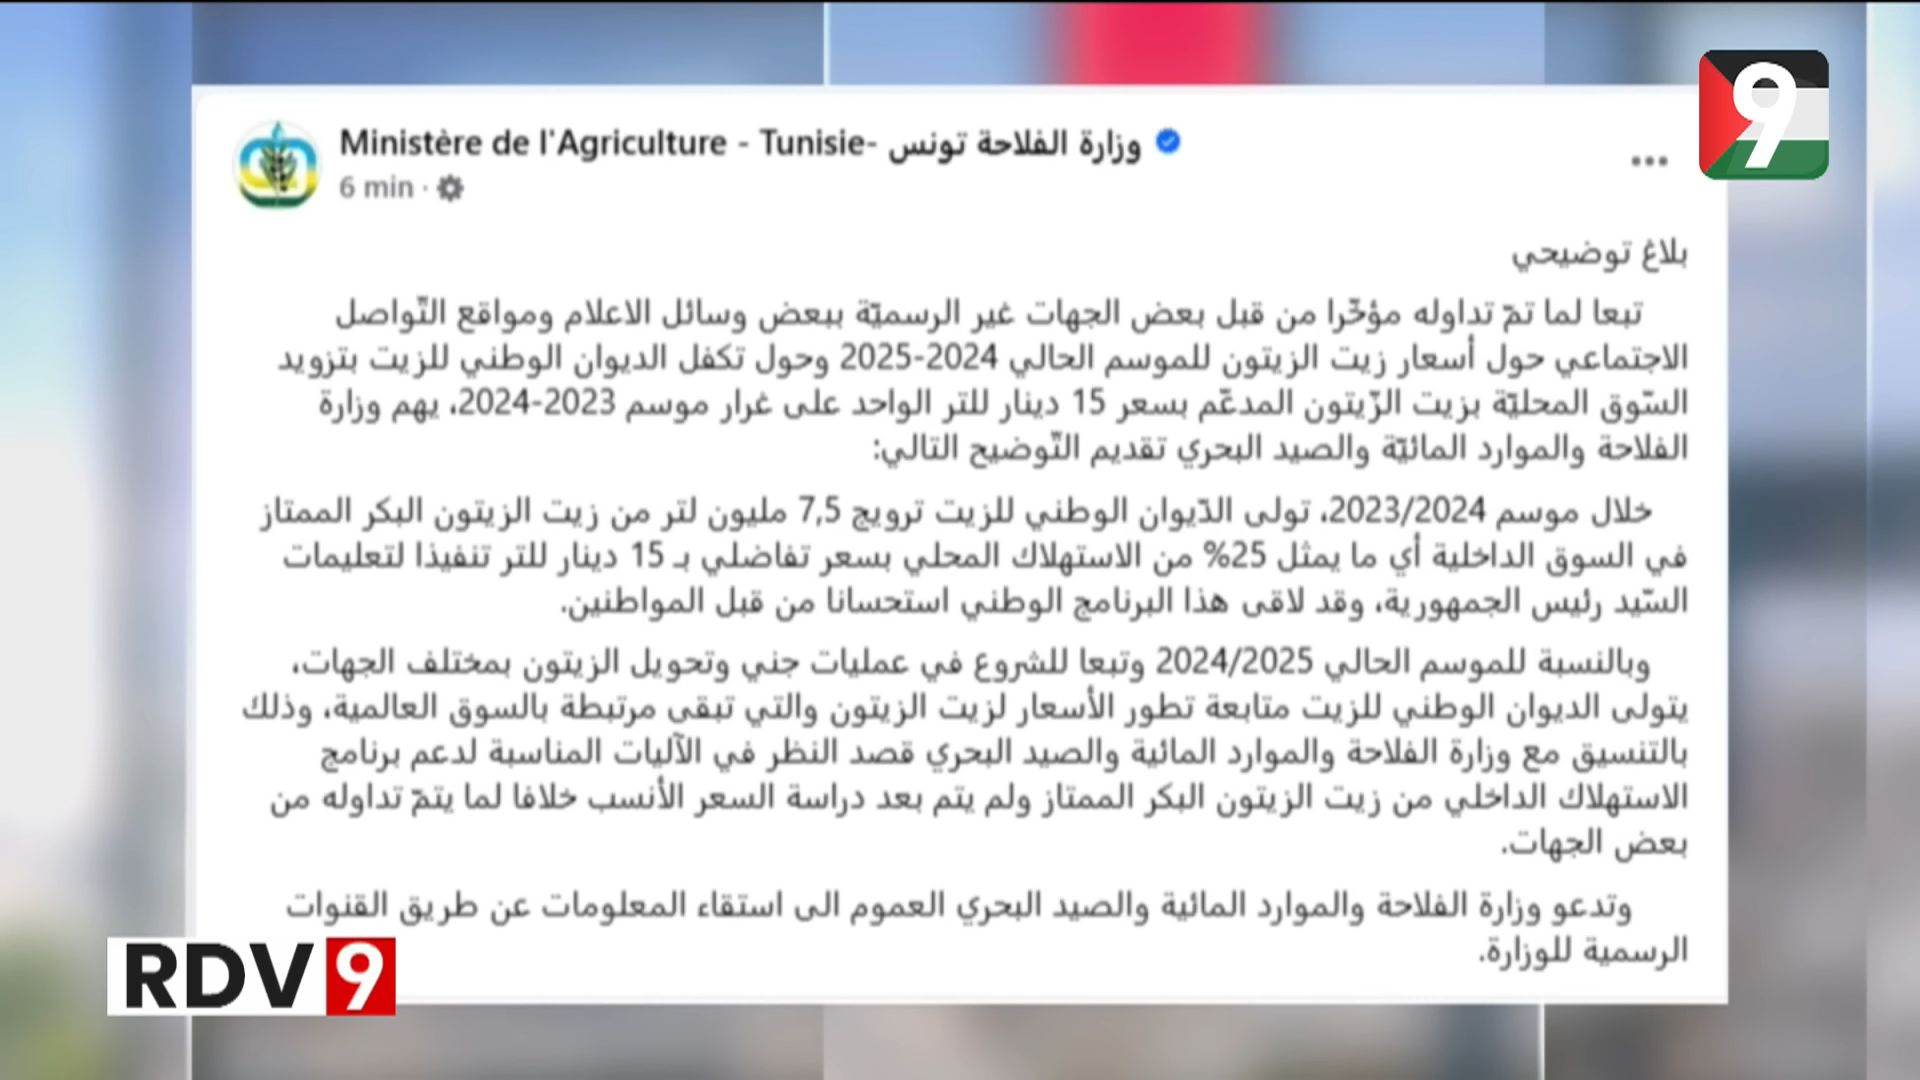 9
Ministère de l'Agriculture - Tunisie- وزارة الفلاحة تونس
6 min ·
بلاغ توضيحي
تبعا لما تمّ تداوله مؤخّرا من قبل بعض الجهات غير الرسميّة ببعض وسائل الاعلام ومواقع التّواصل
الاجتماعي حول أسعار زيت الزيتون للموسم الحالي 2024-2025 وحول تكفل الديوان الوطني للزيت بتزويد
السّوق المحليّة بزيت الزّيتون المدعّم بسعر 15 دينار للتر الواحد على غرار موسم 2023-2024، يهم وزارة
الفلاحة والموارد المائيّة والصيد البحري تقديم التّوضيح التالي:
خلال موسم 2023/2024، تولى الدّيوان الوطني للزيت ترويج 7,5 مليون لتر من زيت الزيتون البكر الممتاز
في السوق الداخلية أي ما يمثل 25% من الاستهلاك المحلي بسعر تفاضلي بـ 15 دينار للتر تنفيذا لتعليمات
السّيد رئيس الجمهورية، وقد لاقى هذا البرنامج الوطني استحسانا من قبل المواطنين.
وبالنسبة للموسم الحالي 2024/2025 وتبعا للشروع في عمليات جني وتحويل الزيتون بمختلف الجهات،
يتولى الديوان الوطني للزيت متابعة تطور الأسعار لزيت الزيتون والتي تبقى مرتبطة بالسوق العالمية، وذلك
بالتنسيق مع وزارة الفلاحة والموارد المائية والصيد البحري قصد النظر في الآليات المناسبة لدعم برنامج
الاستهلاك الداخلي من زيت الزيتون البكر الممتاز ولم يتم بعد دراسة السعر الأنسب خلافا لما يتمّ تداوله من
بعض الجهات.
وتدعو وزارة الفلاحة والموارد المائية والصيد البحري العموم الى استقاء المعلومات عن طريق القنوات
الرسمية للوزارة.
RDV 9